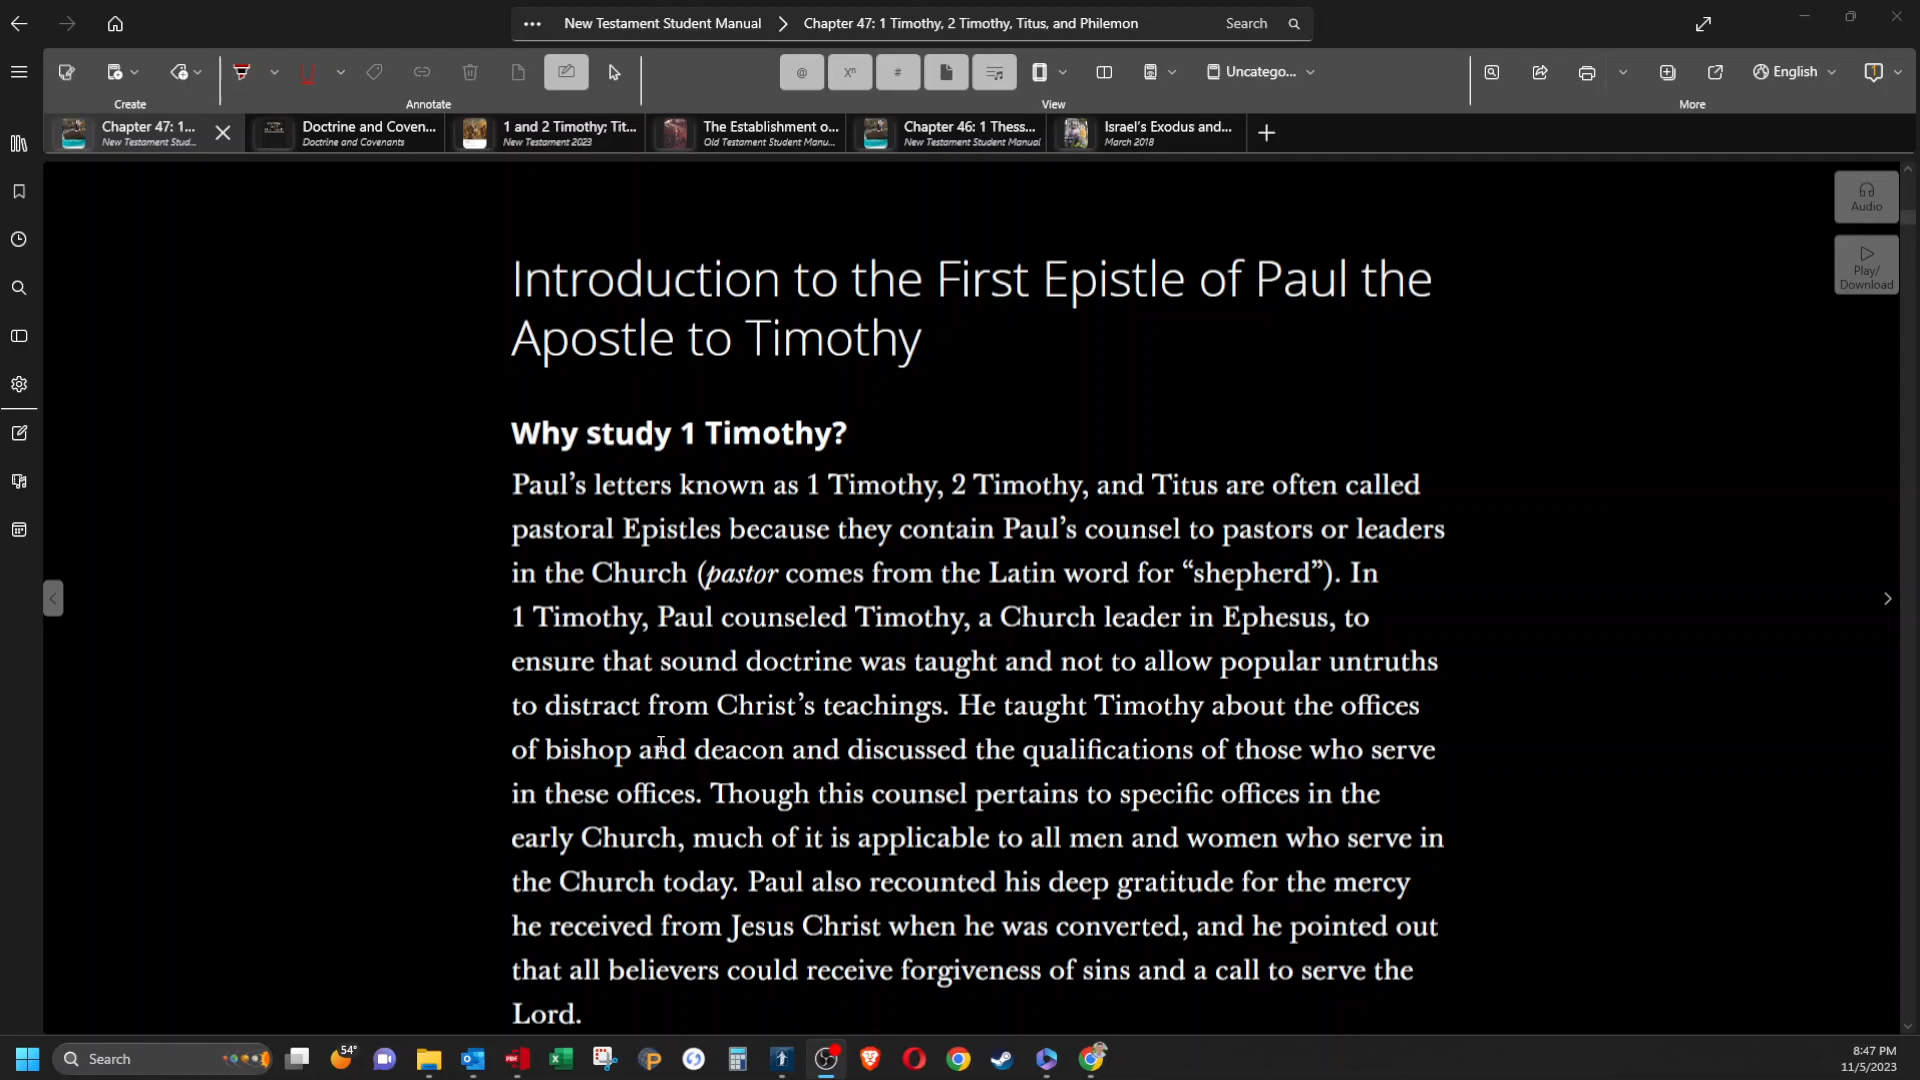 New Testament Student Manual > Chapter 47: 1 Timothy, 2 Timothy, Titus, and Philemon Search
Create
Annotate
@ Xⁿ # Uncatego...
View
English
More
Chapter 47: 1...
New Testament Stud...
Doctrine and Coven...
Doctrine and Covenants
1 and 2 Timothy; Tit...
New Testament 2023
The Establishment o...
Old Testament Student Manu...
Chapter 46: 1 Thess...
New Testament Student Manual
Israel's Exodus and...
March 2018
Audio
Play/
Download
Introduction to the First Epistle of Paul the
Apostle to Timothy
Why study 1 Timothy?
Paul's letters known as 1 Timothy, 2 Timothy, and Titus are often called
pastoral Epistles because they contain Paul's counsel to pastors or leaders
in the Church (pastor comes from the Latin word for “shepherd”). In
1 Timothy, Paul counseled Timothy, a Church leader in Ephesus, to
ensure that sound doctrine was taught and not to allow popular untruths
to distract from Christ's teachings. He taught Timothy about the offices
of bishop and deacon and discussed the qualifications of those who serve
in these offices. Though this counsel pertains to specific offices in the
early Church, much of it is applicable to all men and women who serve in
the Church today. Paul also recounted his deep gratitude for the mercy
he received from Jesus Christ when he was converted, and he pointed out
that all believers could receive forgiveness of sins and a call to serve the
Lord.
Search
54°
PDF
8:47 PM
11/5/2023